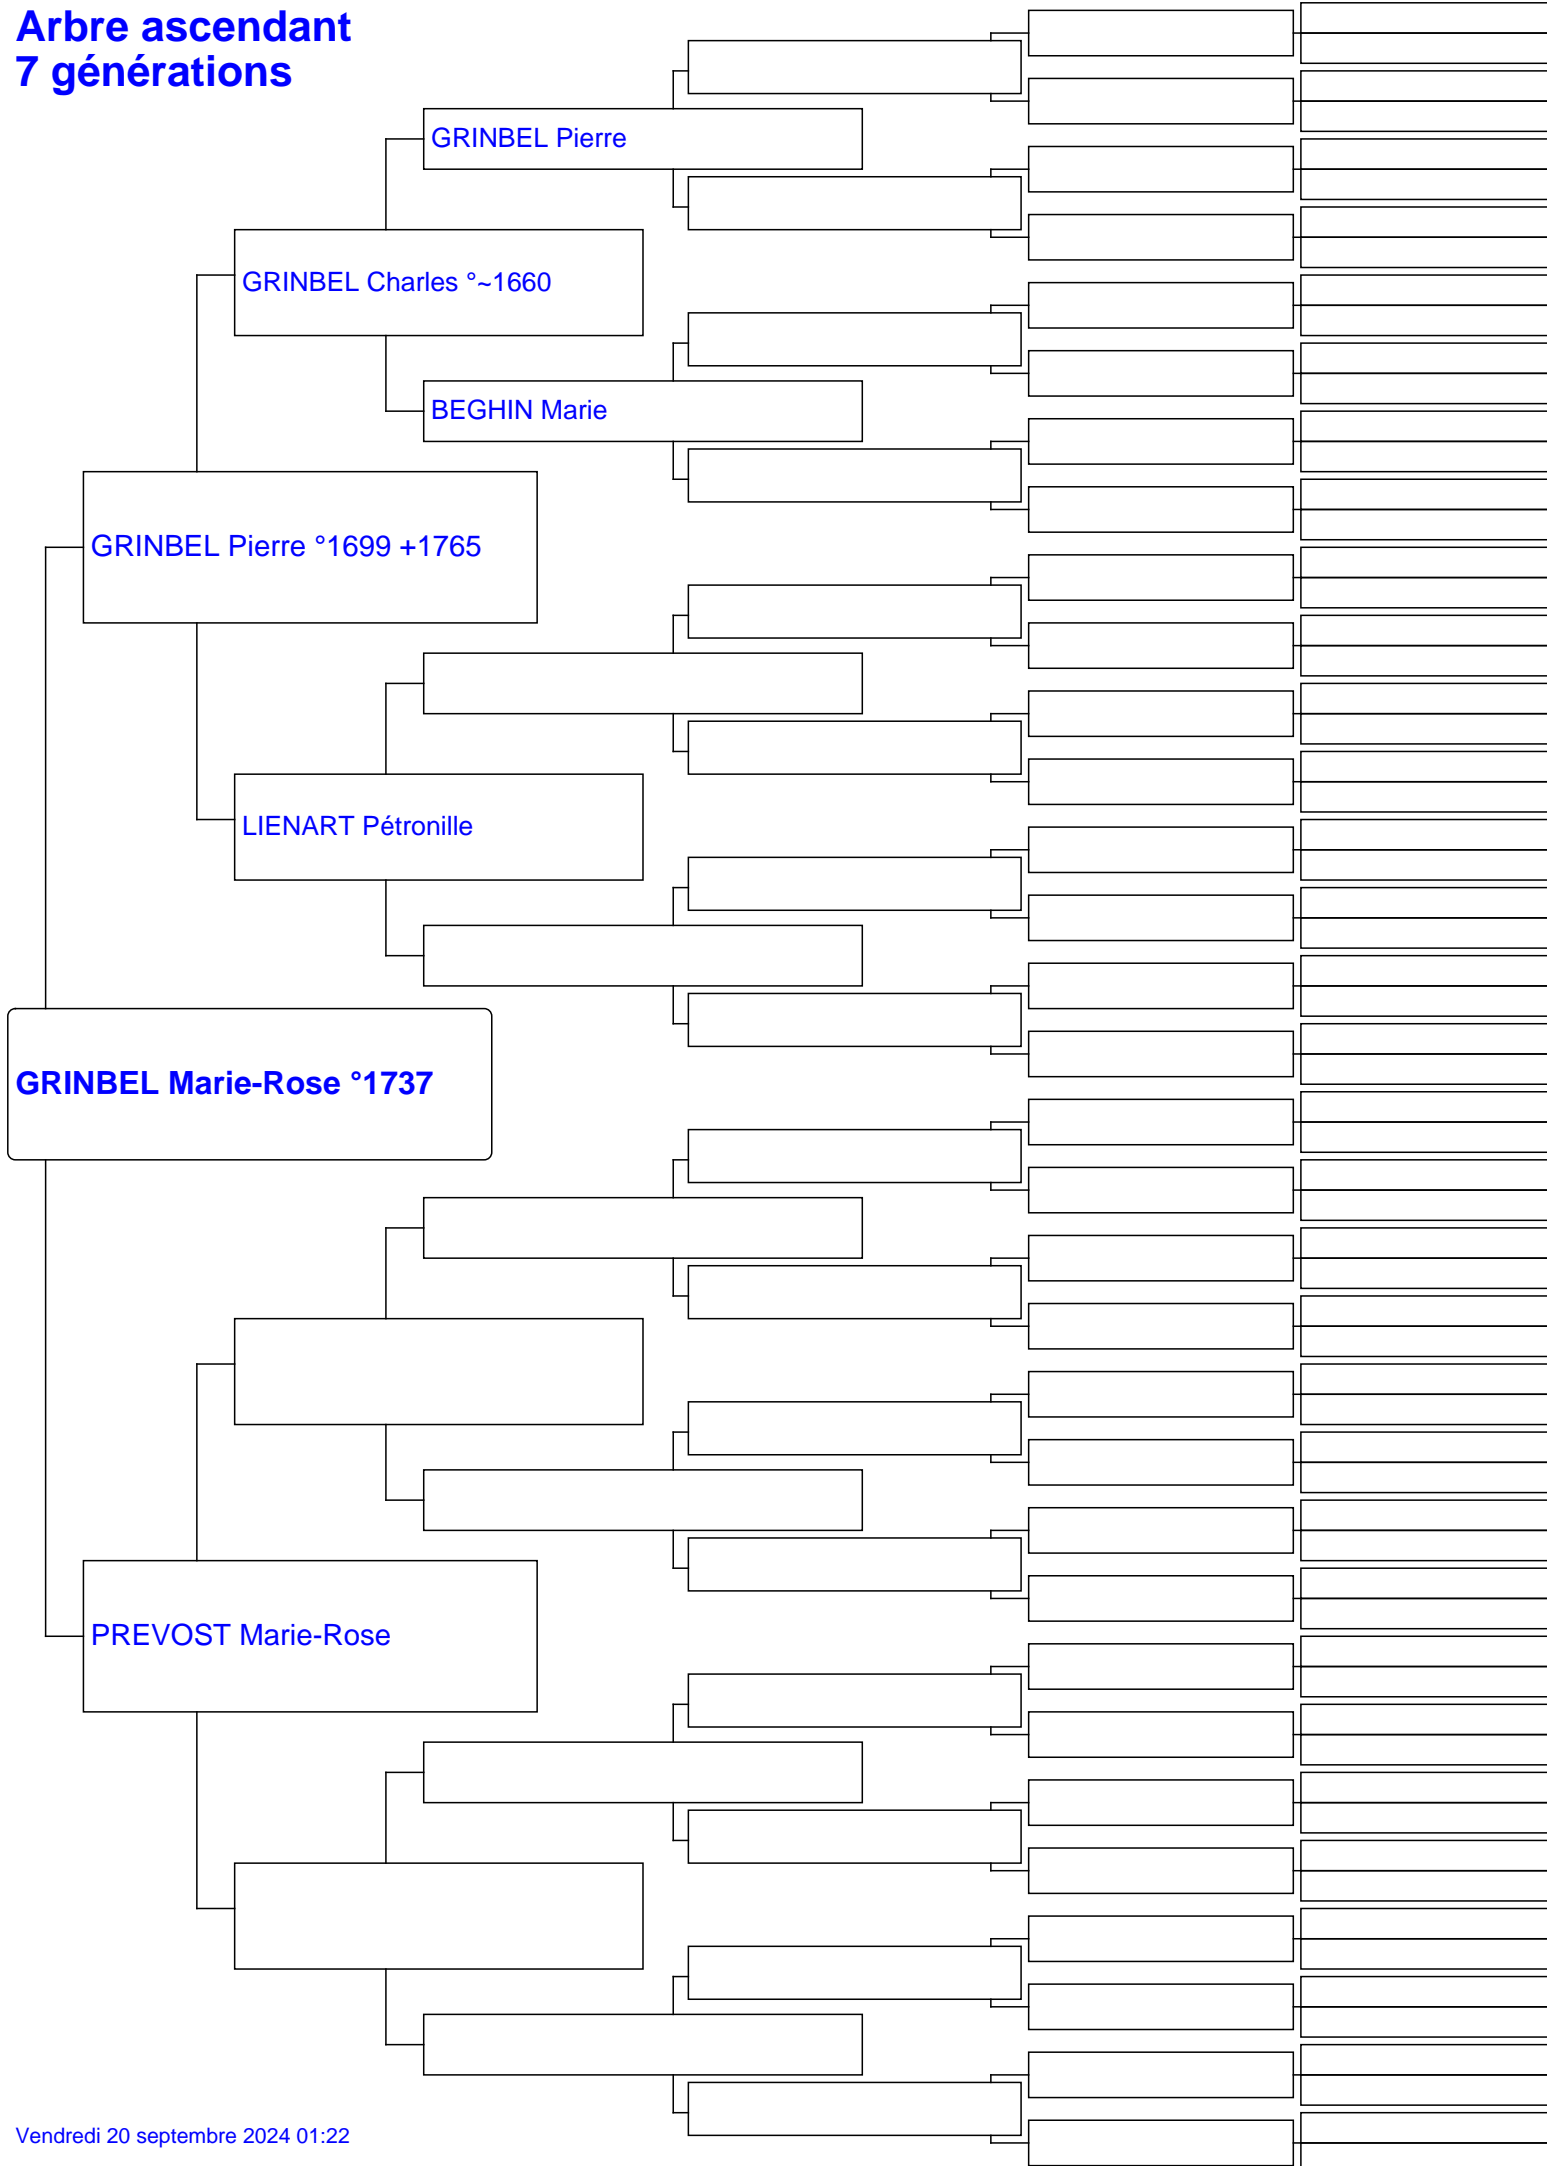 Arbre ascendant
7 générations
GRINBEL Pierre
GRINBEL Charles °~1660
BEGHIN Marie
GRINBEL Pierre °1699 +1765
LIENART Pétronille
GRINBEL Marie-Rose °1737
PREVOST Marie-Rose
Vendredi 20 septembre 2024 01:22